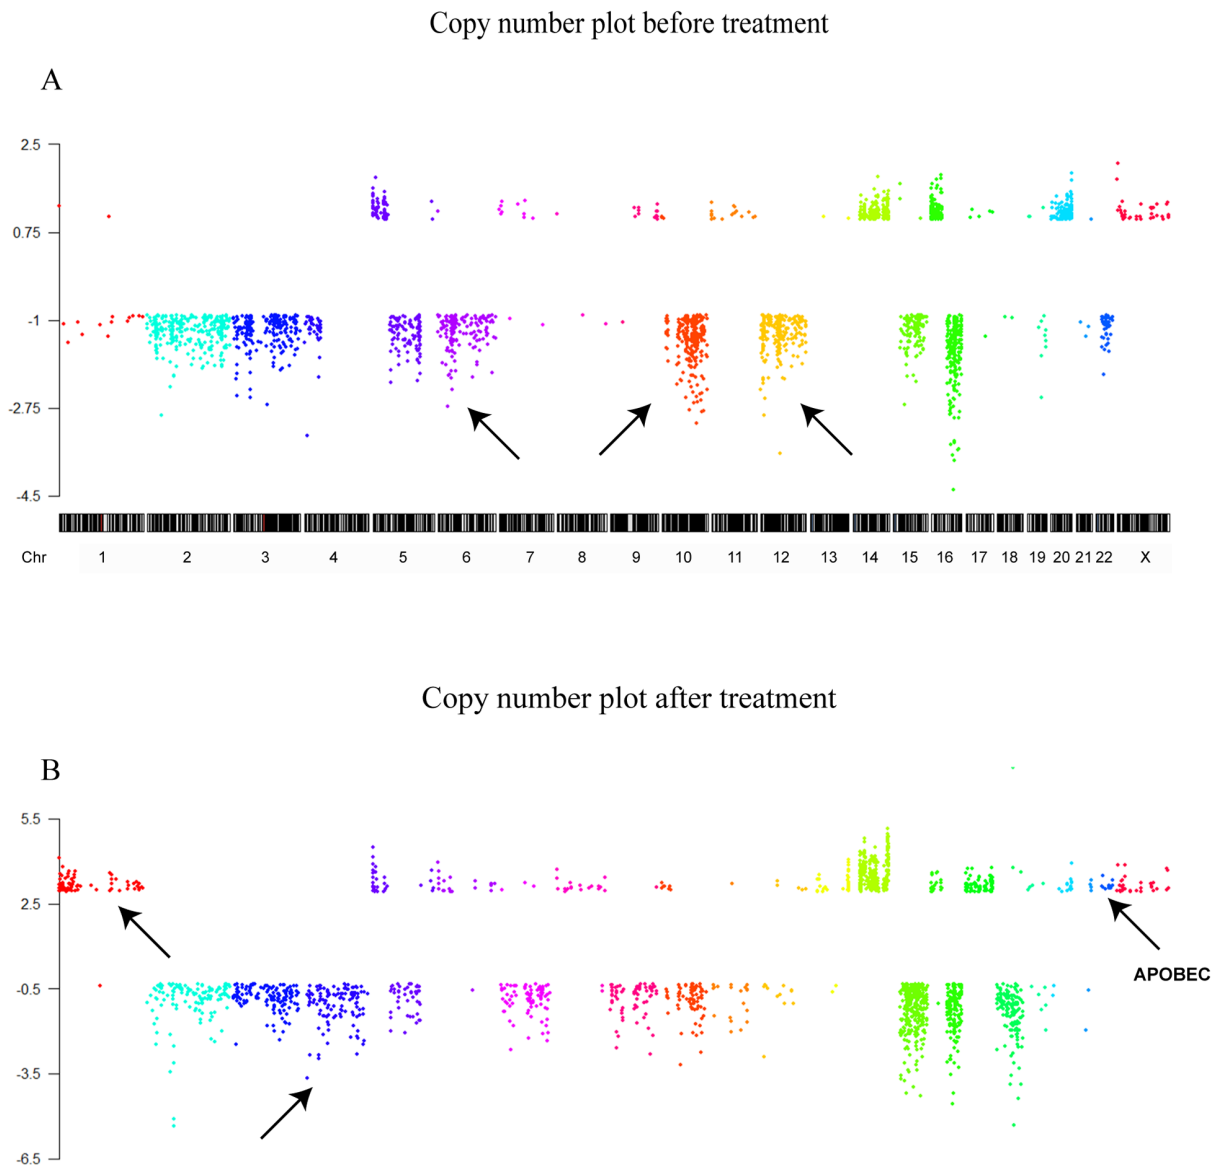 Copy number plot before treatment
A
2.5
0.75
-1
-2.75
-4.5
Chr 1 2 3 4 5 6 7 8 9 10 11 12 13 14 15 16 17 18 19 20 21 22 X
Copy number plot after treatment
B
5.5
2.5
APOBEC
-0.5
-3.5
-6.5